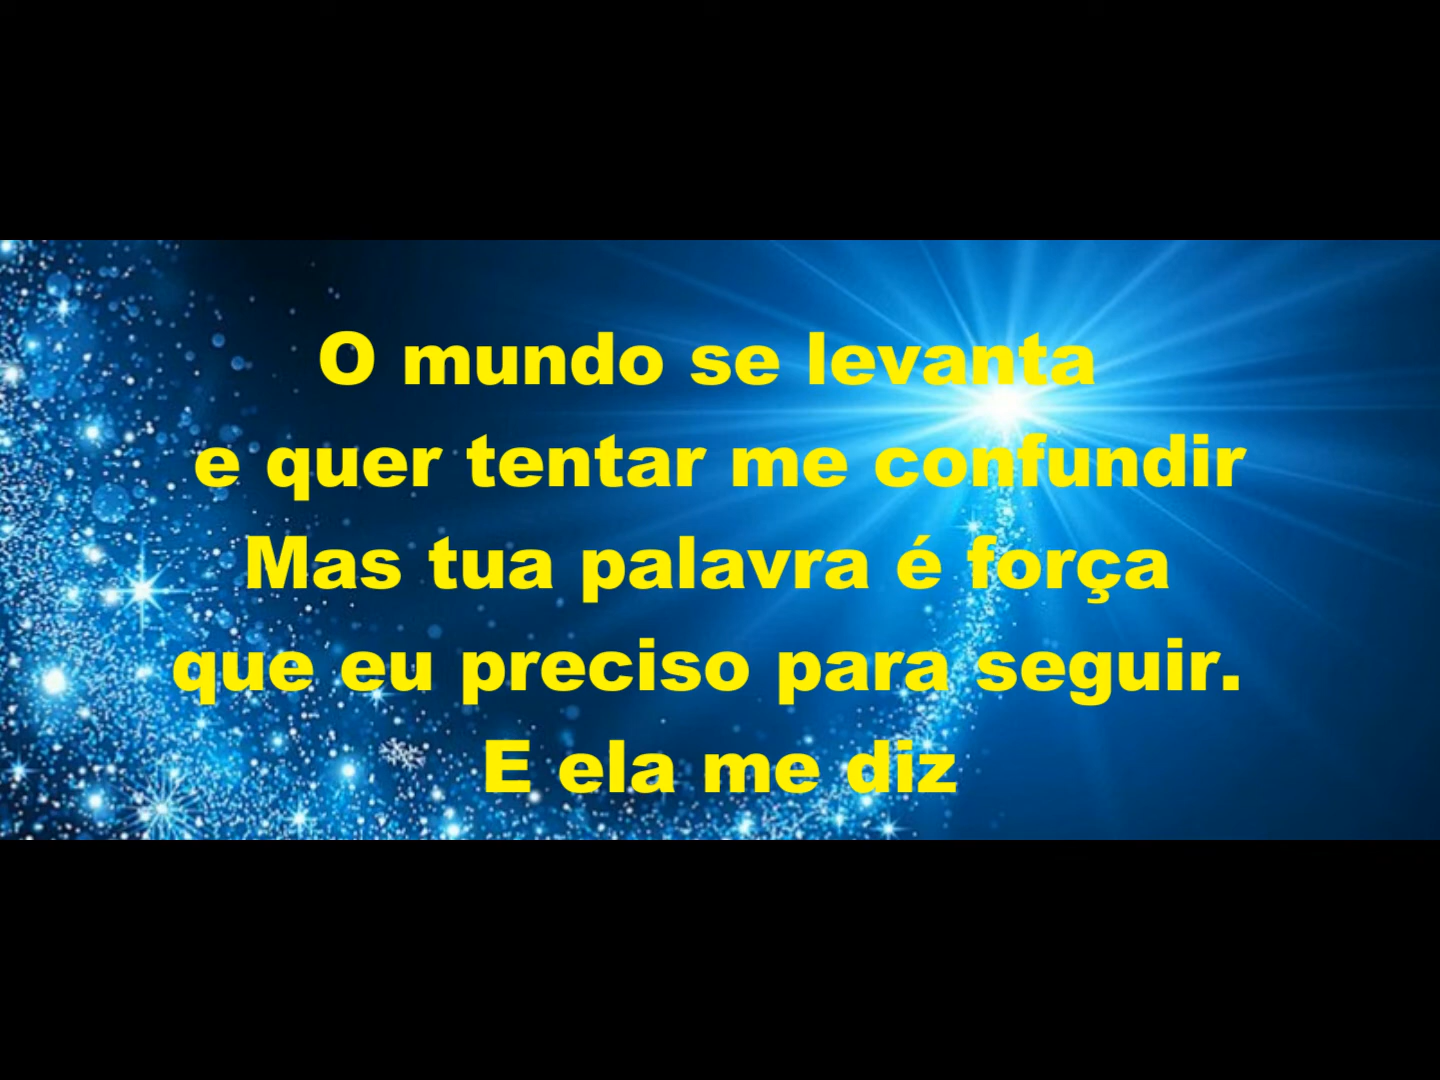 O mundo se levanta
e quer tentar me confundir
Mas tua palavra é força
que eu preciso para seguir.
E ela me diz